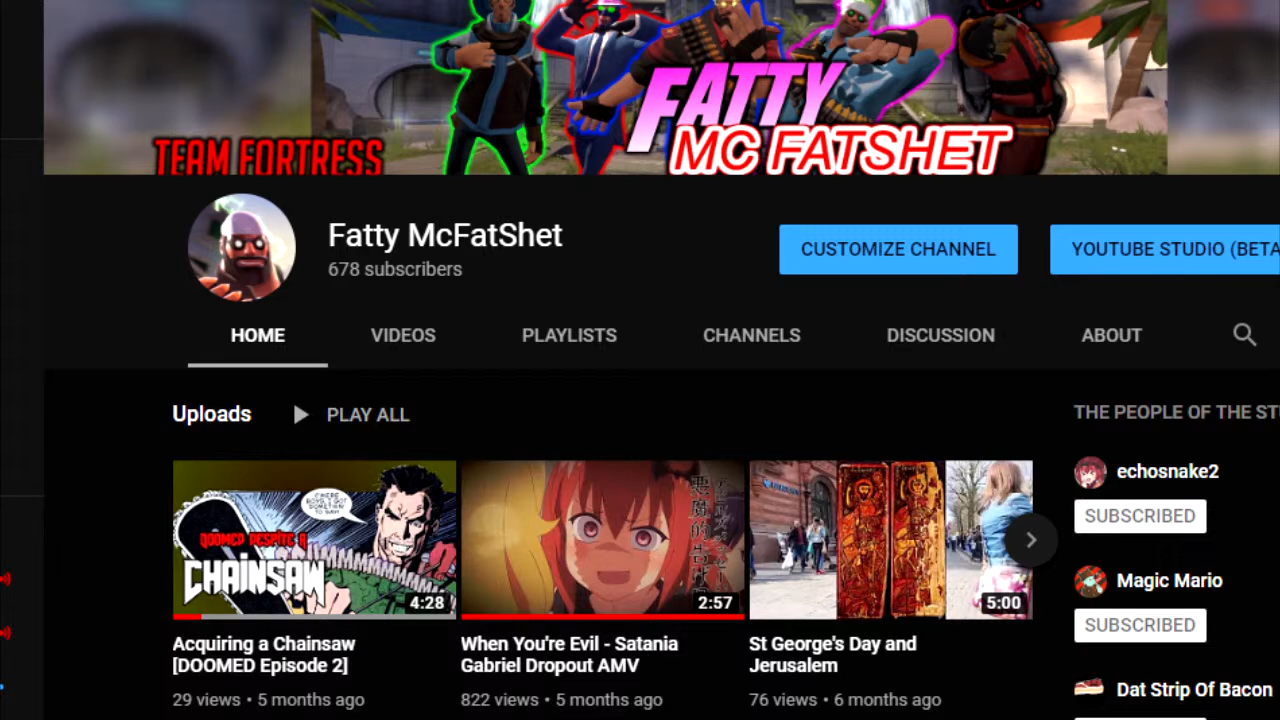 TEAM FORTRESS
FATTY
MC FATSHET
Fatty McFatShet
678 subscribers
CUSTOMIZE CHANNEL
YOUTUBE STUDIO (BETA
HOME
VIDEOS
PLAYLISTS
CHANNELS
DISCUSSION
ABOUT
Uploads
PLAY ALL
THE PEOPLE OF THE ST
DOOMED DESPITE A
CHAINSAW
4:28
2:57
5:00
Acquiring a Chainsaw
[DOOMED Episode 2]
29 views • 5 months ago
When You're Evil - Satania
Gabriel Dropout AMV
822 views • 5 months ago
St George's Day and
Jerusalem
76 views • 6 months ago
echosnake2
SUBSCRIBED
Magic Mario
SUBSCRIBED
Dat Strip Of Bacon